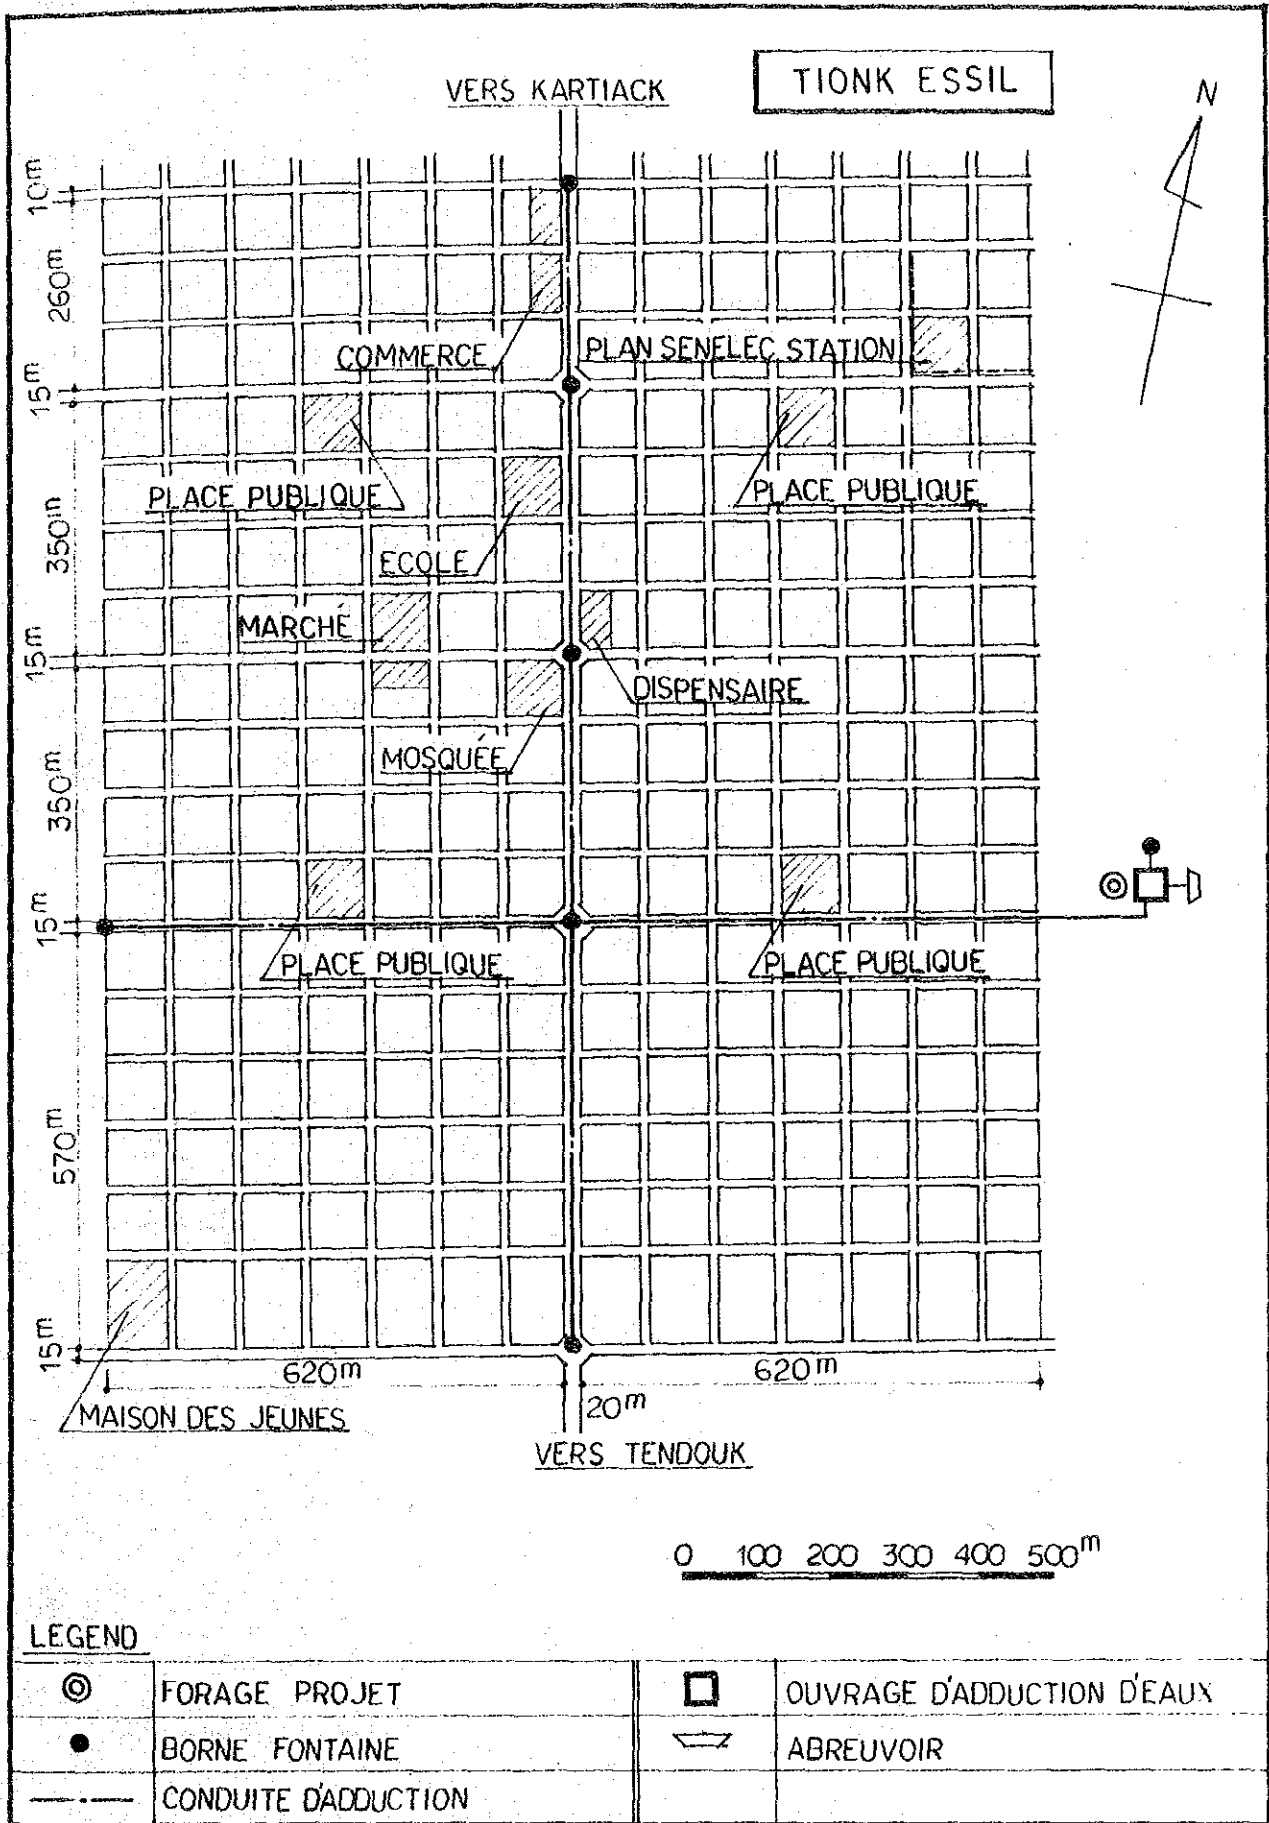 TIONK ESSIL
VERS KARTIACK
N
10m
260m
COMMERCE
PLAN SENELEC STATION
15m
PLACE PUBLIQUE
PLACE PUBLIQUE
350m
ECOLE
MARCHÉ
15m
DISPENSAIRE
MOSQUÉE
350m
15m
PLACE PUBLIQUE
PLACE PUBLIQUE
570m
15m
620m
620m
20m
MAISON DES JEUNES
VERS TENDOUK
0 100 200 300 400 500m
LEGEND
FORAGE PROJET
OUVRAGE D'ADDUCTION D'EAUX
BORNE FONTAINE
ABREUVOIR
CONDUITE D'ADDUCTION